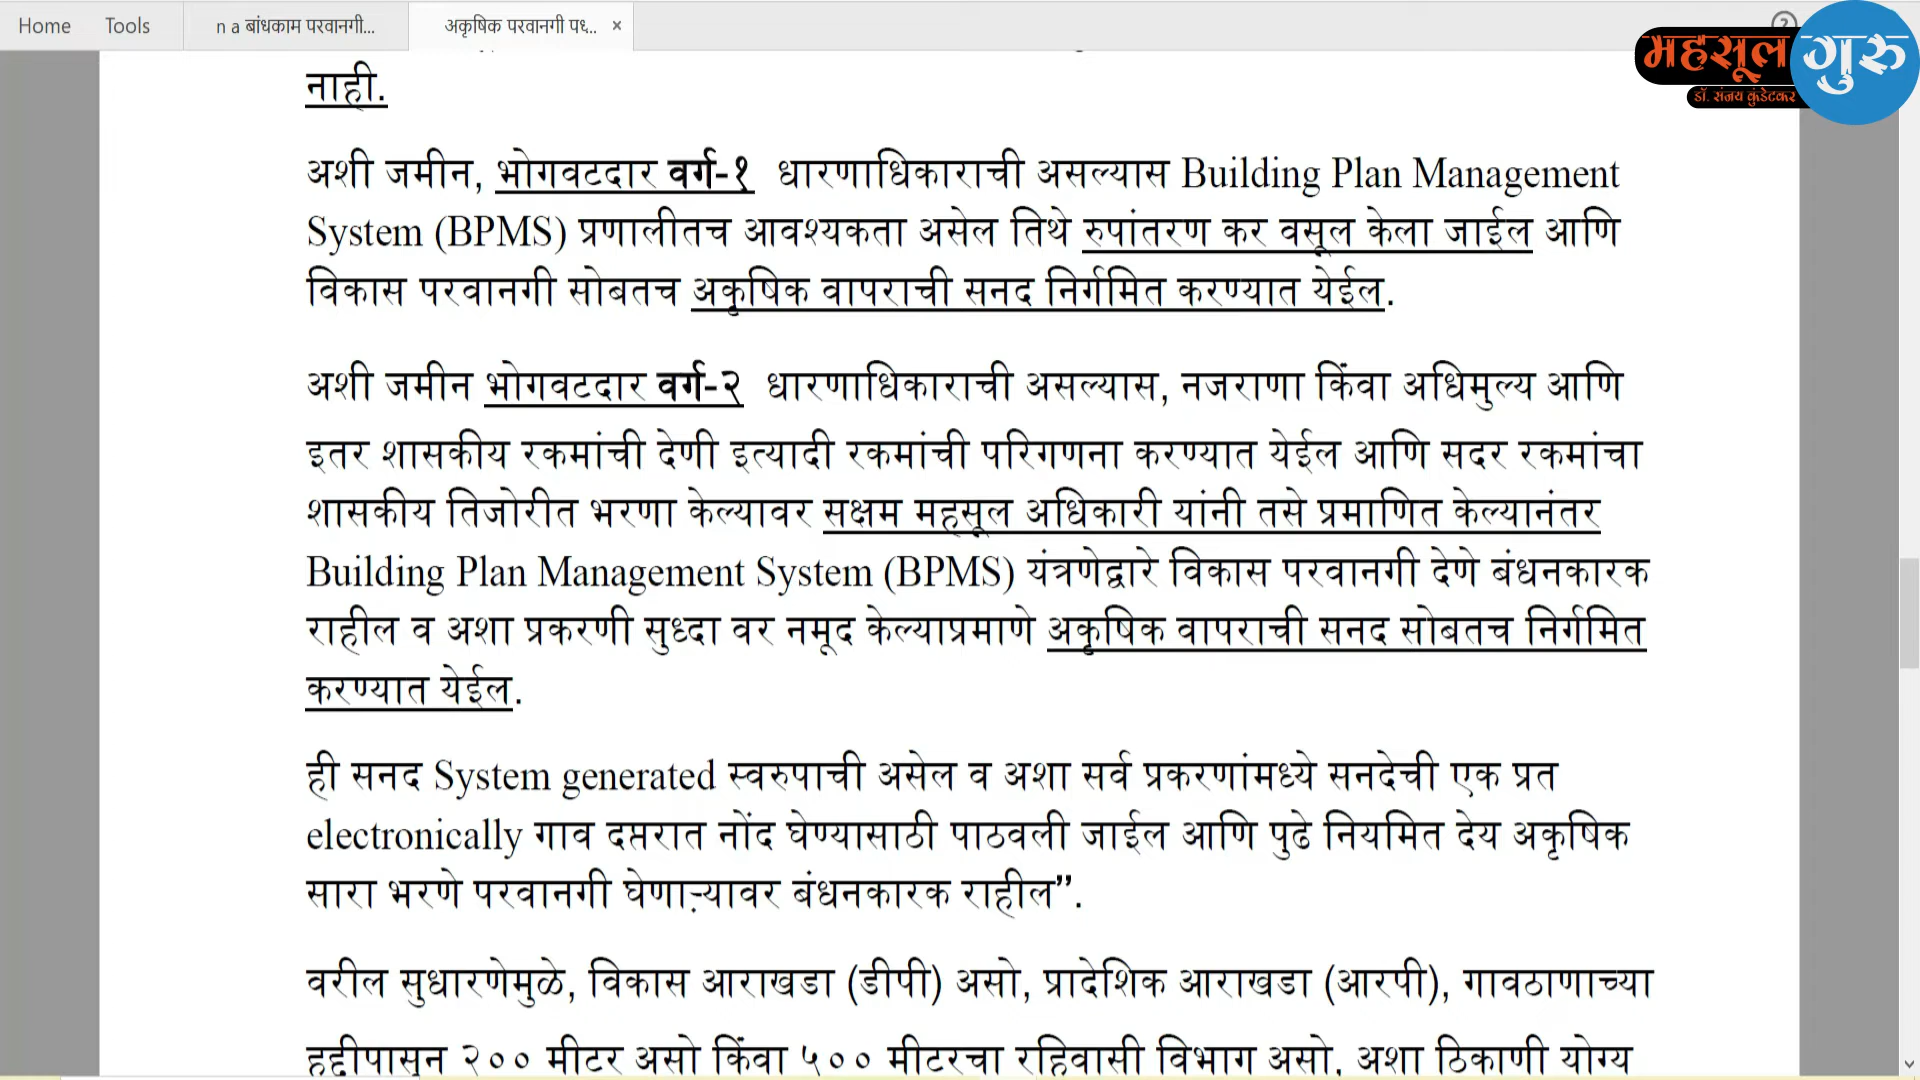 Home Tools n a बांधकाम परवानगी... अकृषिक परवानगी पध.. ×
महसूल गुरु
डॉ. संजय कुंडेटकर
नाही.
अशी जमीन, भोगवटदार वर्ग-१ धारणाधिकाराची असल्यास Building Plan Management
System (BPMS) प्रणालीतच आवश्यकता असेल तिथे रुपांतरण कर वसूल केला जाईल आणि
विकास परवानगी सोबतच अकृषिक वापराची सनद निर्गमित करण्यात येईल.
अशी जमीन भोगवटदार वर्ग-२ धारणाधिकाराची असल्यास, नजराणा किंवा अधिमुल्य आणि
इतर शासकीय रकमांची देणी इत्यादी रकमांची परिगणना करण्यात येईल आणि सदर रकमांचा
शासकीय तिजोरीत भरणा केल्यावर सक्षम महसूल अधिकारी यांनी तसे प्रमाणित केल्यानंतर
Building Plan Management System (BPMS) यंत्रणेद्वारे विकास परवानगी देणे बंधनकारक
राहील व अशा प्रकरणी सुध्दा वर नमूद केल्याप्रमाणे अकृषिक वापराची सनद सोबतच निर्गमित
करण्यात येईल.
ही सनद System generated स्वरुपाची असेल व अशा सर्व प्रकरणांमध्ये सनदेची एक प्रत
electronically गाव दप्तरात नोंद घेण्यासाठी पाठवली जाईल आणि पुढे नियमित देय अकृषिक
सारा भरणे परवानगी घेणाऱ्यावर बंधनकारक राहील”.
वरील सुधारणेमुळे, विकास आराखडा (डीपी) असो, प्रादेशिक आराखडा (आरपी), गावठाणाच्या
हद्दीपासून २०० मीटर असो किंवा ५०० मीटरचा रहिवासी विभाग असो, अशा ठिकाणी योग्य